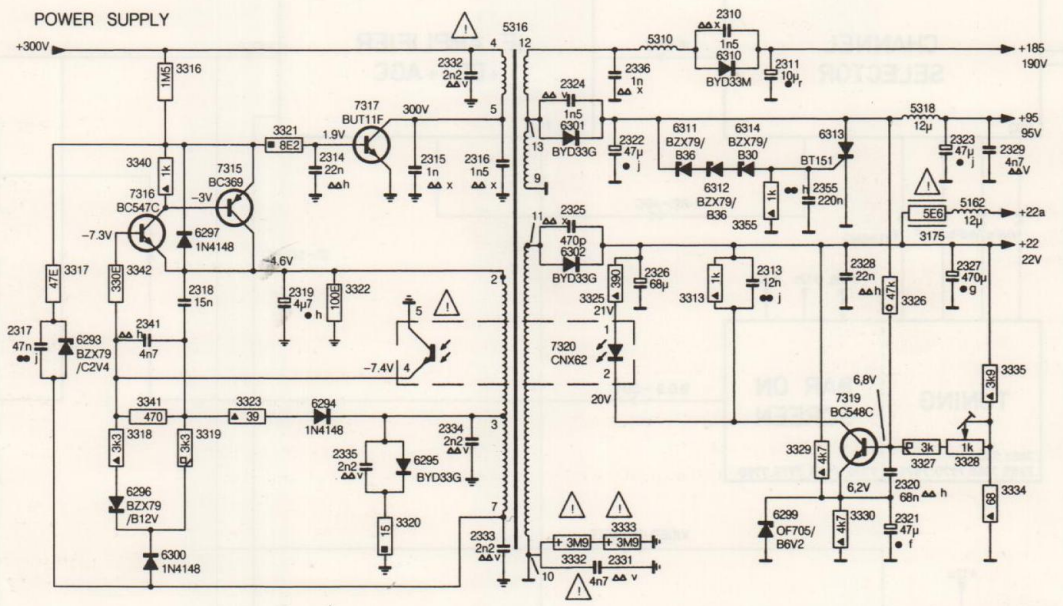 POWER SUPPLY
+300V
3316
1M5
3340
1k
7315
BC369
7316
BC547C
–3V
–7.3V
6297
1N4148
3321
8E2
1.9V
7317
BUT11F
300V
2314
22n
h
2315
1n
x
2316
1n5
x
2332
2n2
v
!
5316
4
5
12
13
9
11
2
3
7
10
2310
1n5
5310
6310
BYD33M
2311
10µ
r
+185
190V
2324
v
1n5
6301
BYD33G
2336
1n
x
2322
47µ
j
6311
BZX79/
B36
6314
BZX79/
B30
6312
BZX79/
B36
6313
BT151
1k
3355
h
2355
220n
5318
12µ
+95
95V
2323
47µ
j
2329
4n7
V
!
5162
12µ
+22a
5E6
3175
2325
x
470p
6302
BYD33G
+22
22V
2326
68µ
390
3325
21V
1k
3313
2313
12n
j
2328
22n
h
47k
3326
2327
470µ
g
3317
47E
3342
330E
2318
15n
–4.6V
2319
4µ7
h
3322
100E
2317
47n
j
6293
BZX79
/C2V4
2341
h
4n7
5
4
–7.4V
!
1
2
7320
CNX62
20V
3341
470
3318
3k3
3319
3k3
3323
39
6294
1N4148
6296
BZX79
/B12V
6300
1N4148
2335
2n2
v
6295
BYD33G
2334
2n2
v
3320
15
2333
2n2
v
!
!
3333
+ 3M9
+ 3M9
3332
2331
4n7
v
!
6,8V
7319
BC548C
3335
3k9
3k
3327
1k
3328
3329
4k7
2320
68n
h
3334
68
6,2V
6299
OF705/
B6V2
3330
4k7
2321
47µ
f